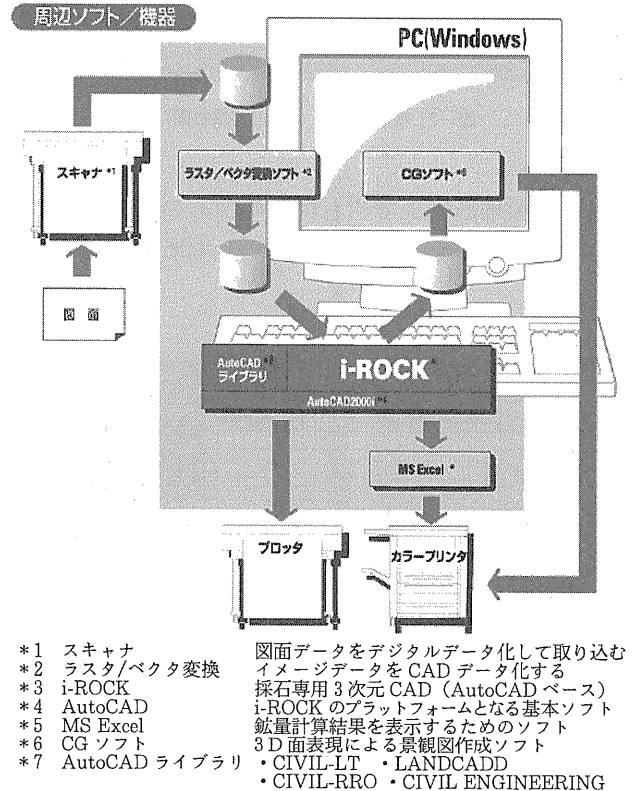 周辺ソフト／機器
PC(Windows)
スキャナ *1
ラスタ／ベクタ変換ソフト *2
CGソフト *6
図 面
AutoCAD
ライブラリ
i-ROCK
AutoCAD2000i *4
MS Excel *
プロッタ
カラープリンタ
*1 スキャナ 図面データをデジタルデータ化して取り込む
*2 ラスタ/ベクタ変換 イメージデータを CAD データ化する
*3 i-ROCK 採石専用 3 次元 CAD（AutoCAD ベース）
*4 AutoCAD i-ROCK のプラットフォームとなる基本ソフト
*5 MS Excel 鉱量計算結果を表示するためのソフト
*6 CG ソフト 3 D 面表現による景観図作成ソフト
*7 AutoCAD ライブラリ ・CIVIL-LT ・LANDCADD
・CIVIL-RRO ・CIVIL ENGINEERING